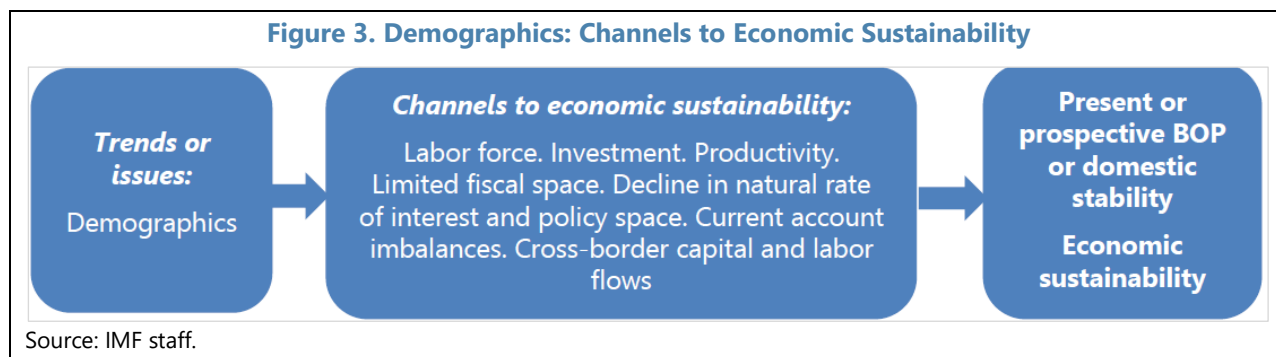 Figure 3. Demographics: Channels to Economic Sustainability
Trends or
issues:
Demographics
Channels to economic sustainability:
Labor force. Investment. Productivity.
Limited fiscal space. Decline in natural rate
of interest and policy space. Current account
imbalances. Cross-border capital and labor
flows
Present or
prospective BOP
or domestic
stability
Economic
sustainability
Source: IMF staff.